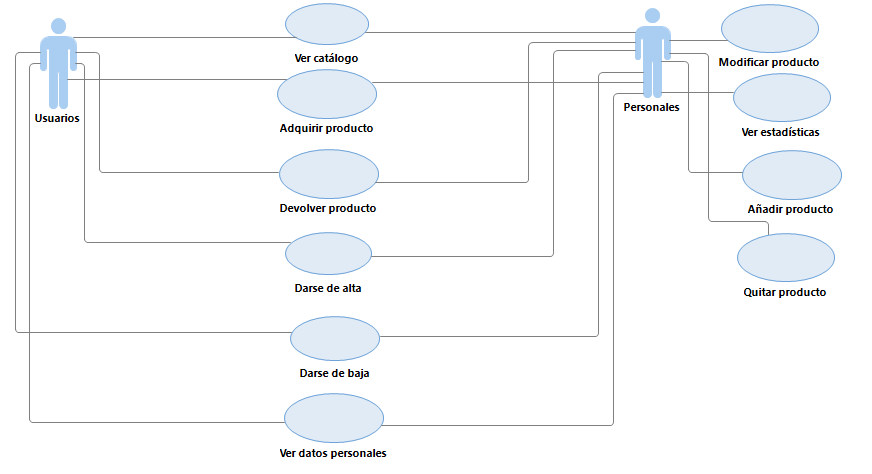 Usuarios
Ver catálogo
Adquirir producto
Devolver producto
Darse de alta
Darse de baja
Ver datos personales
Personales
Modificar producto
Ver estadísticas
Añadir producto
Quitar producto